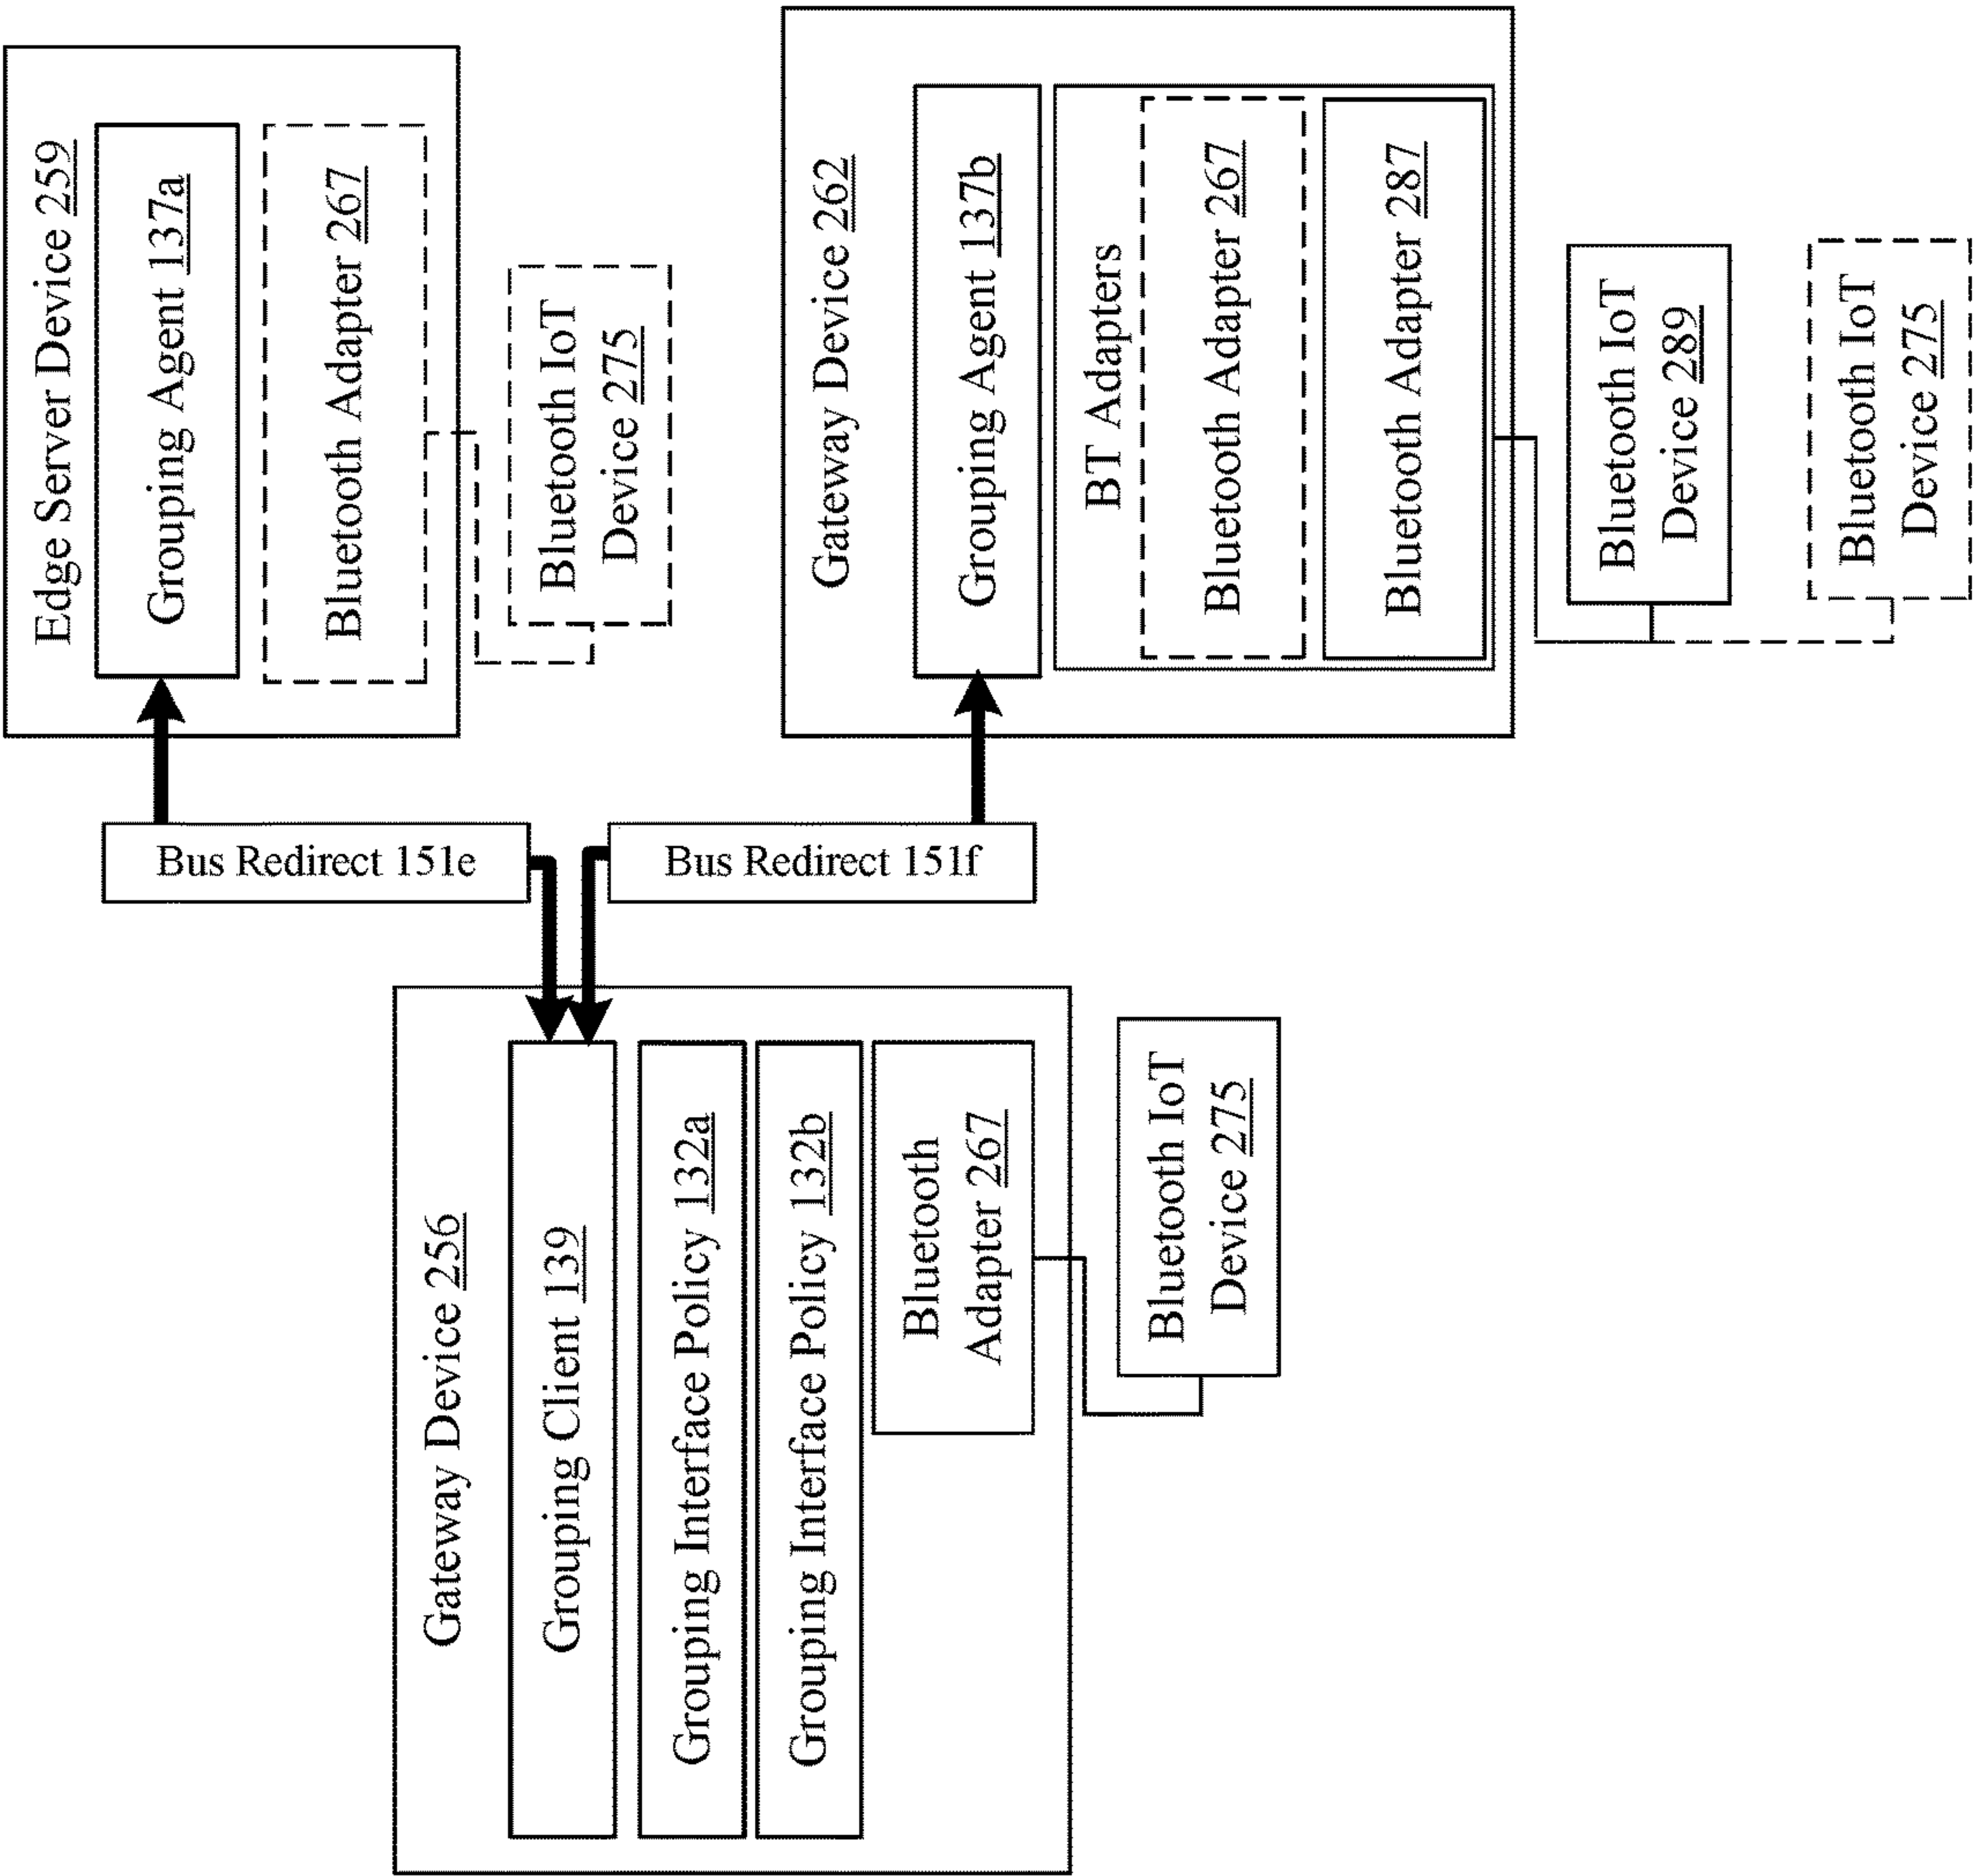 Gateway Device 256
Grouping Client 139
Grouping Interface Policy 132a
Grouping Interface Policy 132b
Bluetooth
Adapter 267
Bluetooth IoT
Device 275
Bus Redirect 151e
Bus Redirect 151f
Edge Server Device 259
Grouping Agent 137a
Bluetooth Adapter 267
Bluetooth IoT
Device 275
Gateway Device 262
Grouping Agent 137b
BT Adapters
Bluetooth Adapter 267
Bluetooth Adapter 287
Bluetooth IoT
Device 289
Bluetooth IoT
Device 275